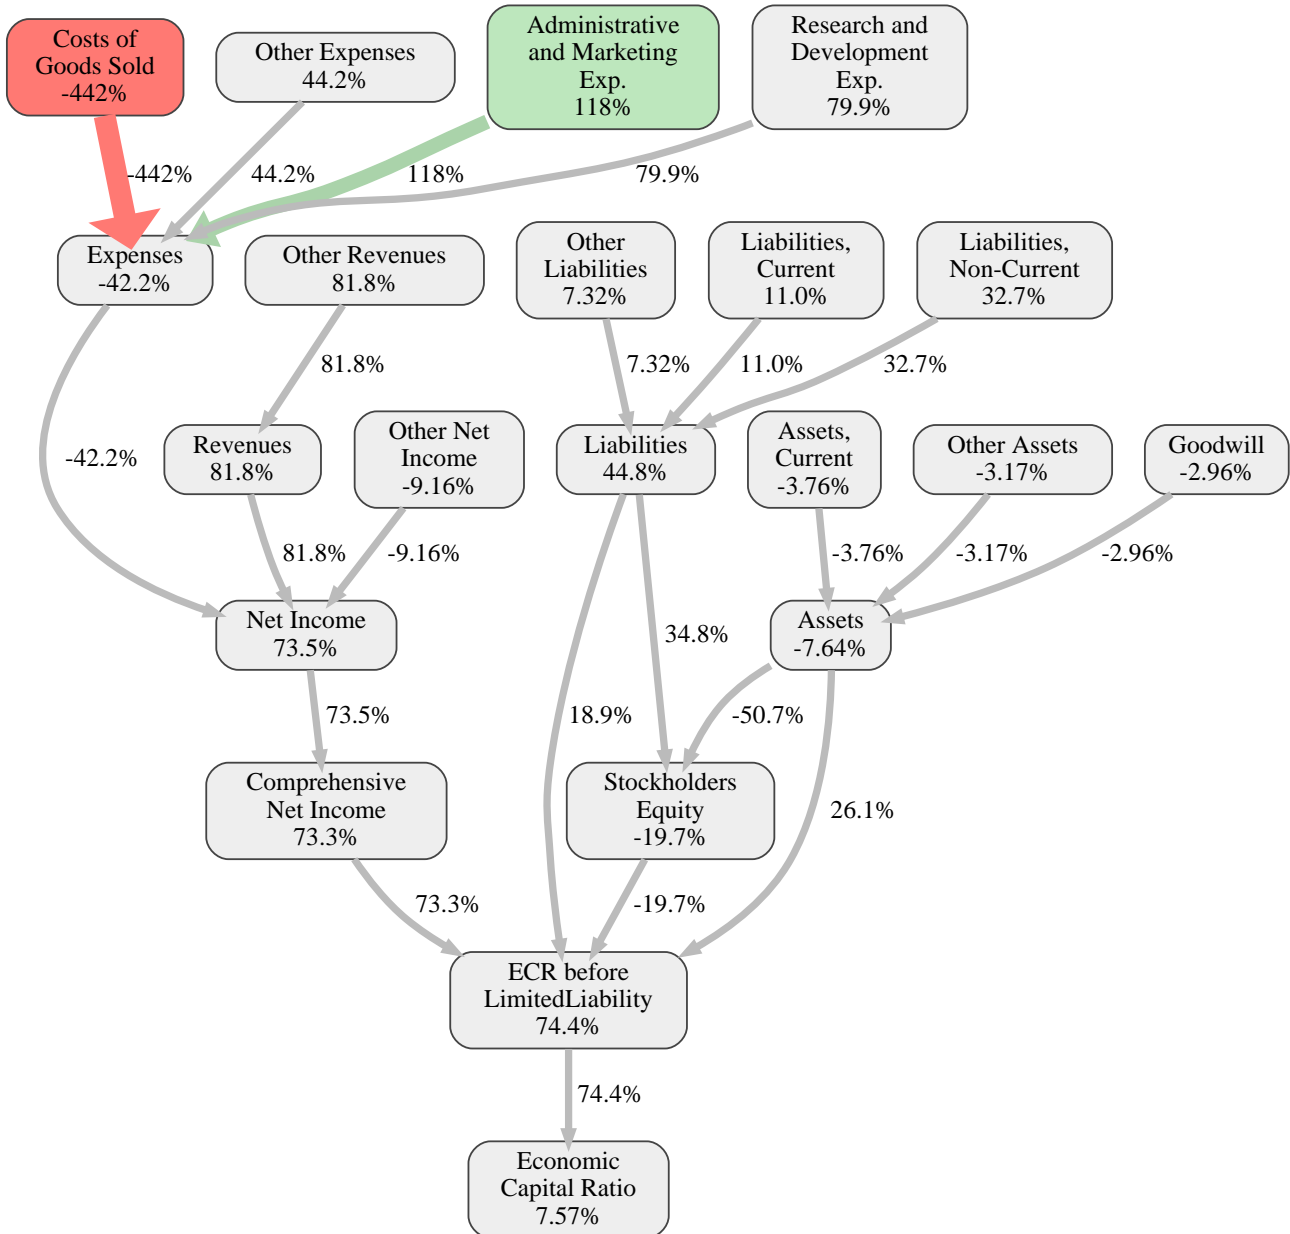 Costs of
Goods Sold
-442%
Other Expenses
44.2%
Administrative
and Marketing
Exp.
118%
Research and
Development
Exp.
79.9%
-442%
44.2%
118%
79.9%
Expenses
-42.2%
Other Revenues
81.8%
Other
Liabilities
7.32%
Liabilities,
Current
11.0%
Liabilities,
Non-Current
32.7%
81.8%
7.32%
11.0%
32.7%
-42.2%
Revenues
81.8%
Other Net
Income
-9.16%
Liabilities
44.8%
Assets,
Current
-3.76%
Other Assets
-3.17%
Goodwill
-2.96%
81.8%
-9.16%
-3.76%
-3.17%
-2.96%
Net Income
73.5%
34.8%
Assets
-7.64%
73.5%
18.9%
-50.7%
Comprehensive
Net Income
73.3%
Stockholders
Equity
-19.7%
26.1%
73.3%
-19.7%
ECR before
LimitedLiability
74.4%
74.4%
Economic
Capital Ratio
7.57%